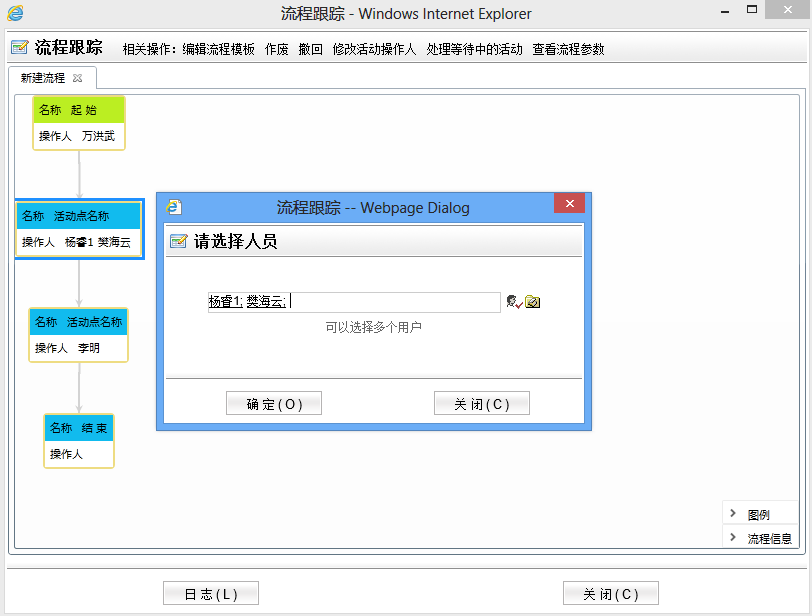 流程跟踪 - Windows Internet Explorer
流程跟踪 相关操作: 编辑流程模板 作废 撤回 修改活动操作人 处理等待中的活动 查看流程参数
新建流程
名称 起 始
操作人 万洪武
名称 活动点名称
操作人 杨睿1 樊海云
名称 活动点名称
操作人 李明
名称 结 束
操作人
流程跟踪 -- Webpage Dialog
请选择人员
杨睿1; 樊海云;
可以选择多个用户
确 定 ( O )
关 闭 ( C )
图例
流程信息
日 志 ( L )
关 闭 ( C )